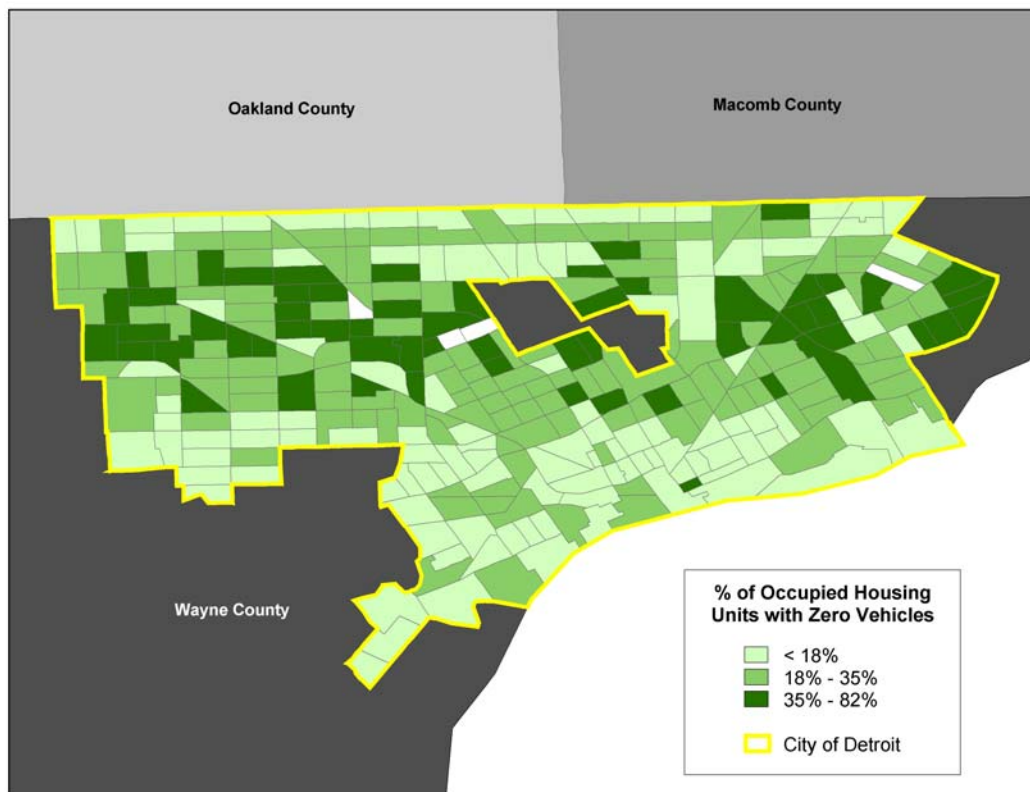 Oakland County
Macomb County
Wayne County
% of Occupied Housing
Units with Zero Vehicles
< 18%
18% - 35%
35% - 82%
City of Detroit